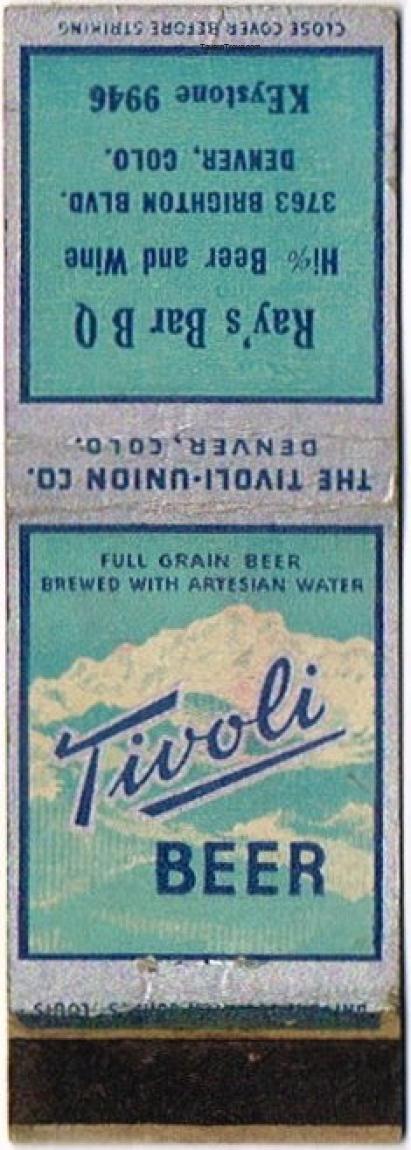 CLOSE COVER BEFORE STRIKING
Ray's Bar B Q
Hi% Beer and Wine
3763 BRIGHTON BLVD.
DENVER, COLO.
KEystone 9946
THE TIVOLI-UNION CO.
DENVER, COLO.
FULL GRAIN BEER
BREWED WITH ARTESIAN WATER
Tivoli
BEER
LOUIS